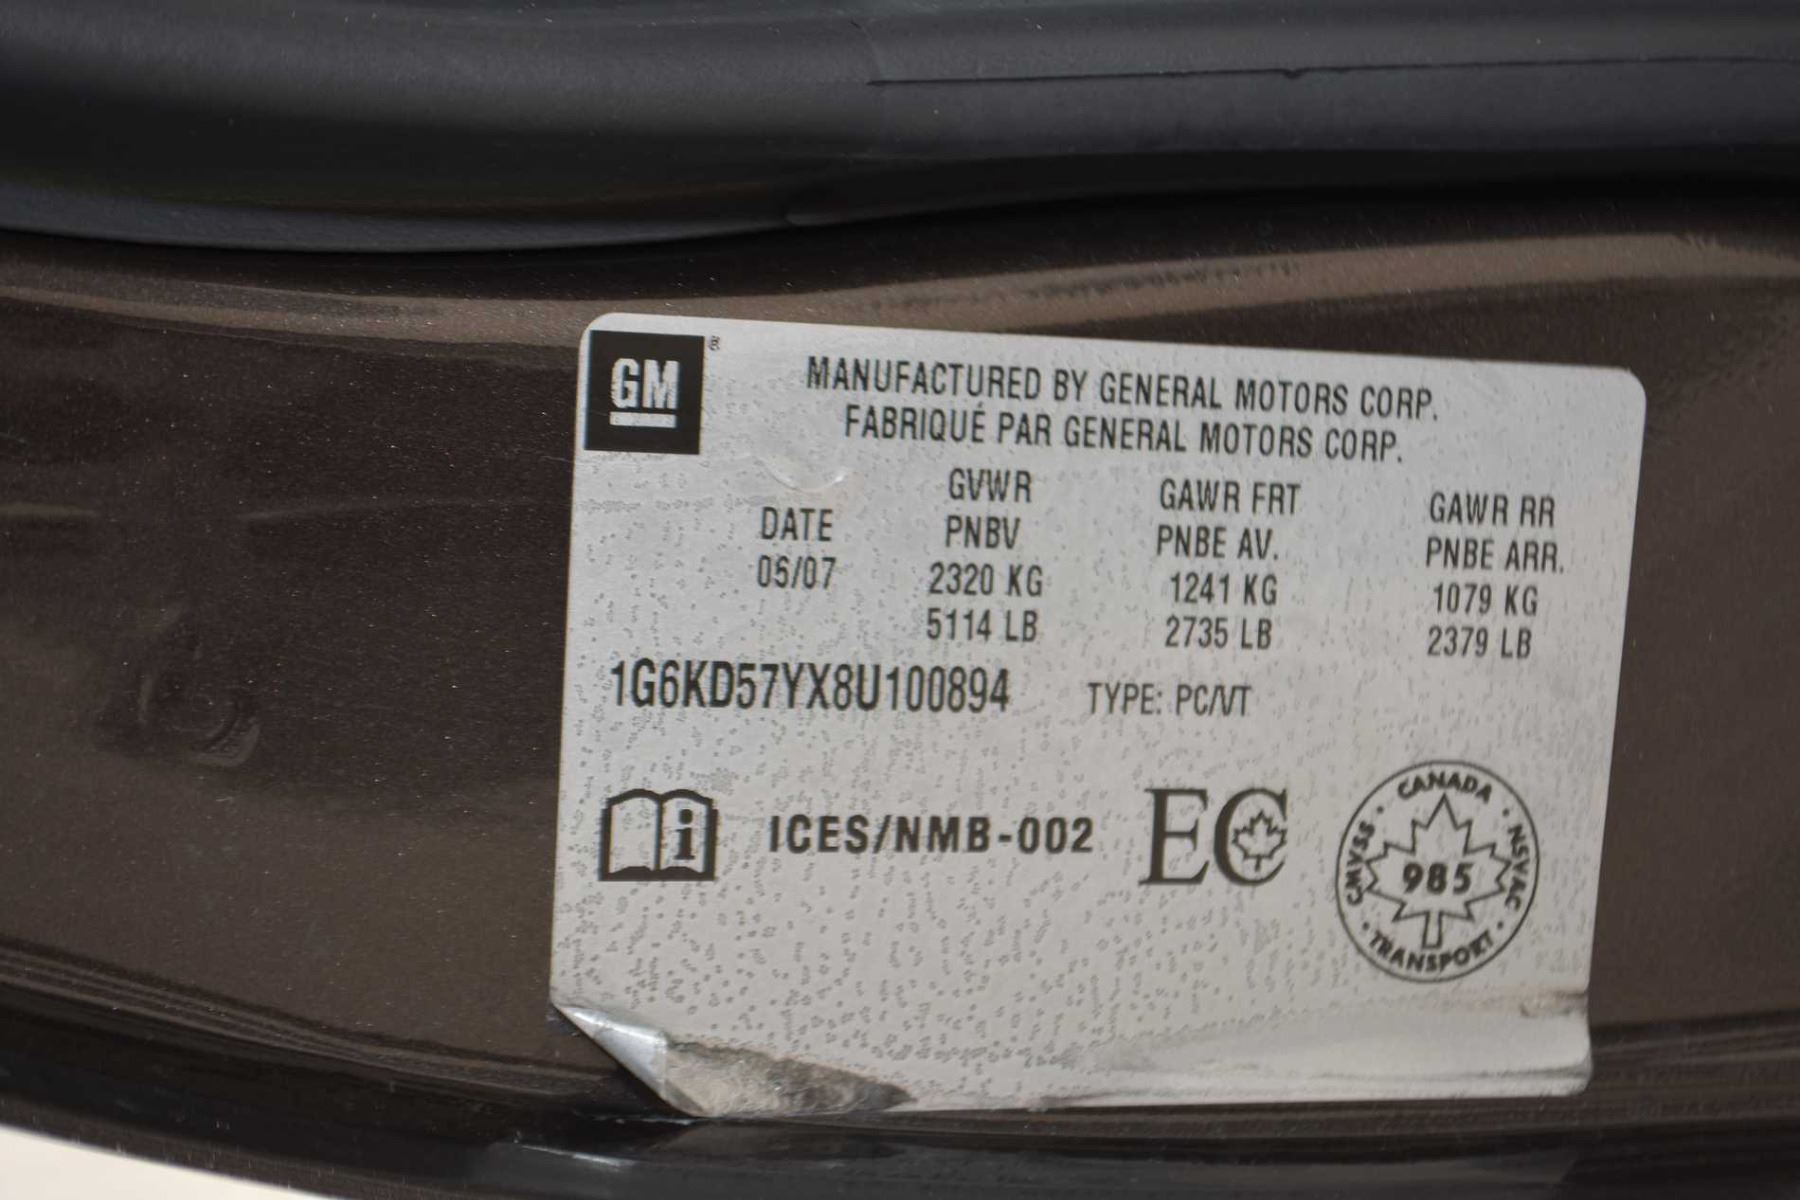 GM ®
MANUFACTURED BY GENERAL MOTORS CORP.
FABRIQUÉ PAR GENERAL MOTORS CORP.
GVWR GAWR FRT GAWR RR
DATE PNBV PNBE AV. PNBE ARR.
06/07 2320 KG 1241 KG 1079 KG
5114 LB 2735 LB 2379 LB
1G6KD57YX8U100894 TYPE: PC/VT
i ICES/NMB-002 EC
CANADA
CMVSS · NSVAC
985
TRANSPORT